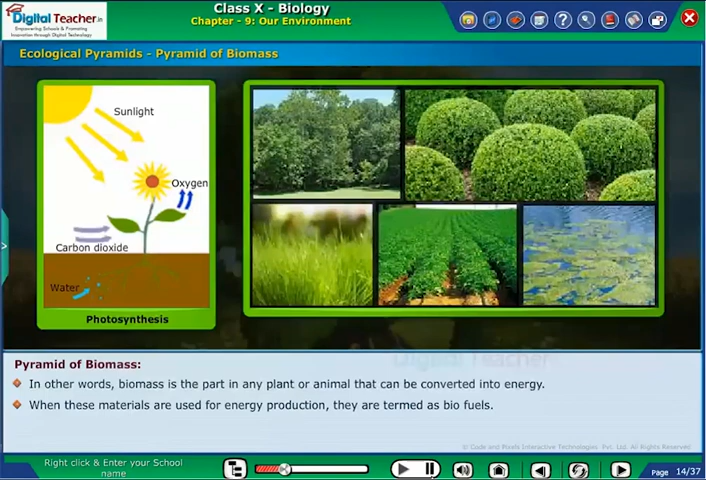 Digital Teacher.in
Empowering Schools & Promoting
Innovation through Digital Technology
Class X - Biology
Chapter - 9: Our Environment
Ecological Pyramids - Pyramid of Biomass
Sunlight
Oxygen
Carbon dioxide
Water
Photosynthesis
Digital Teacher
Pyramid of Biomass:
In other words, biomass is the part in any plant or animal that can be converted into energy.
When these materials are used for energy production, they are termed as bio fuels.
© Code and Pixels Interactive Technologies. Pvt. Ltd. All Rights Reserved
Right click & Enter your School
name
Page 14/37